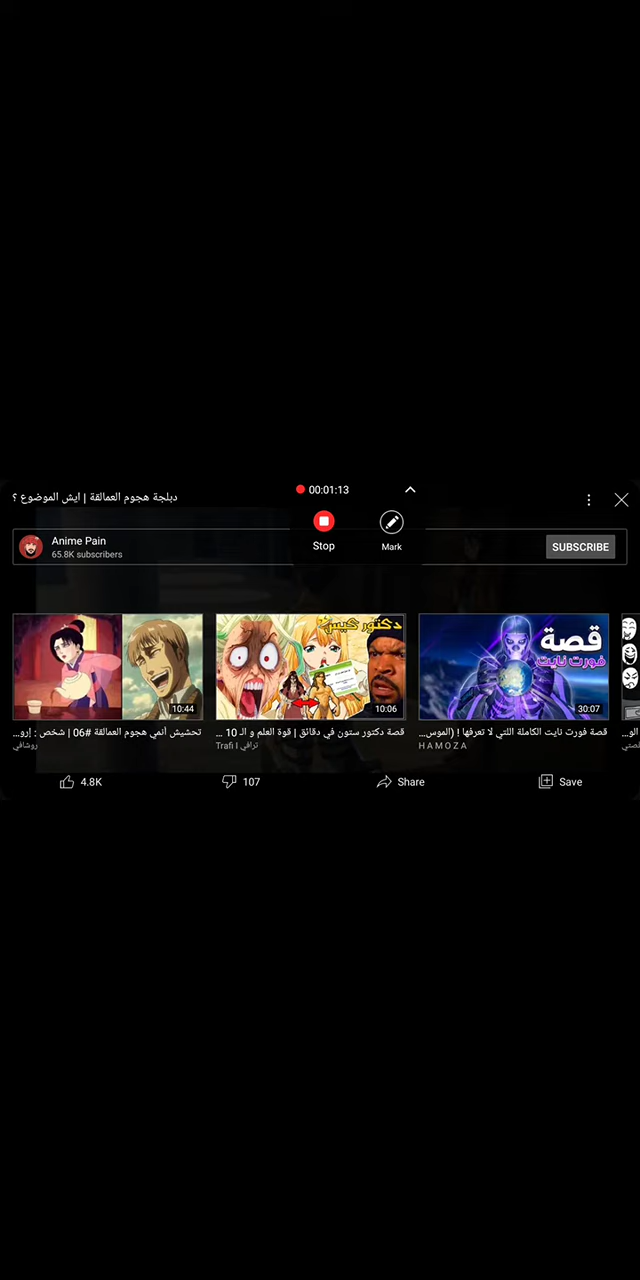 00:01:13
دبلجة هجوم العمالقة | ايش الموضوع ؟
Stop
Mark
Anime Pain
65.8K subscribers
SUBSCRIBE
10:44
دكتور كيس
10:06
قصة
فورت نايت
30:07
تحشيش أنمي هجوم العمالقة #06 | شخص : إرو...
روشافي
قصة دكتور ستون في دقائق | قوة العلم و الـ 10 ...
Trafi I ترافي
قصة فورت نايت الكاملة اللتي لا تعرفها ! (الموس...
H A M O Z A
الو...
4.8K
107
Share
Save